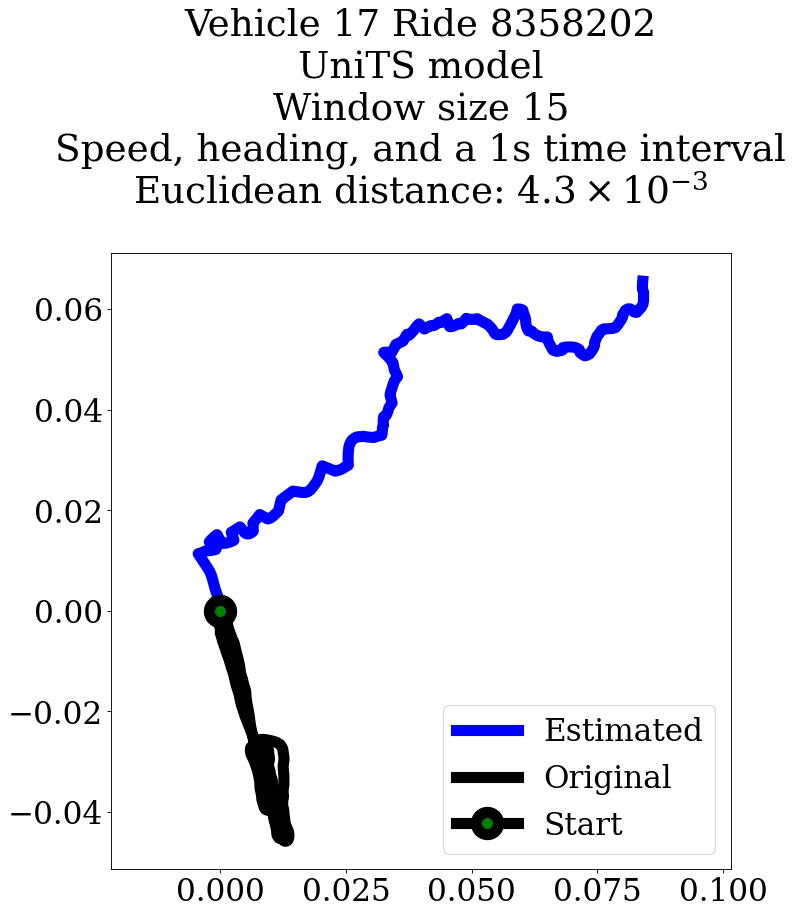 Vehicle 17 Ride 8358202
UniTS model
Window size 15
Speed, heading, and a 1s time interval
Euclidean distance: 4.3 × 10⁻³
0.06
0.04
0.02
0.00
−0.02
−0.04
Estimated
Original
Start
0.000 0.025 0.050 0.075 0.100